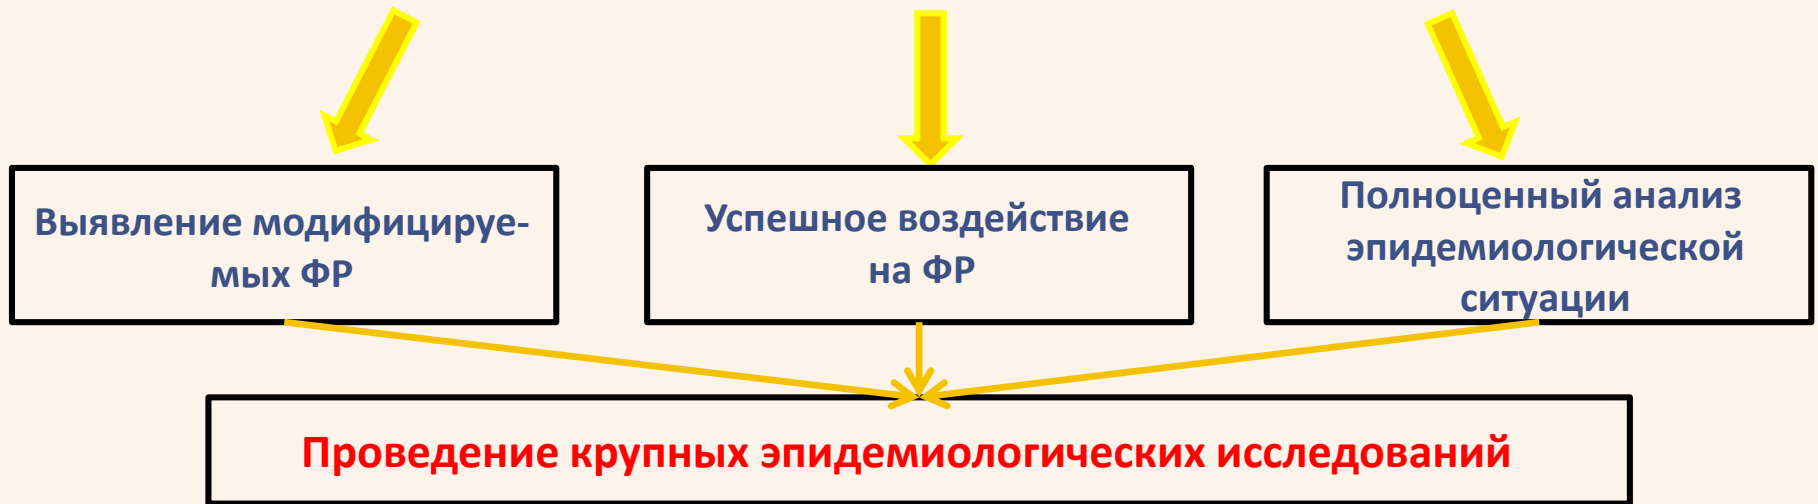 Выявление модифицируе-
мых ФР
Успешное воздействие
на ФР
Полноценный анализ
эпидемиологической
ситуации
Проведение крупных эпидемиологических исследований